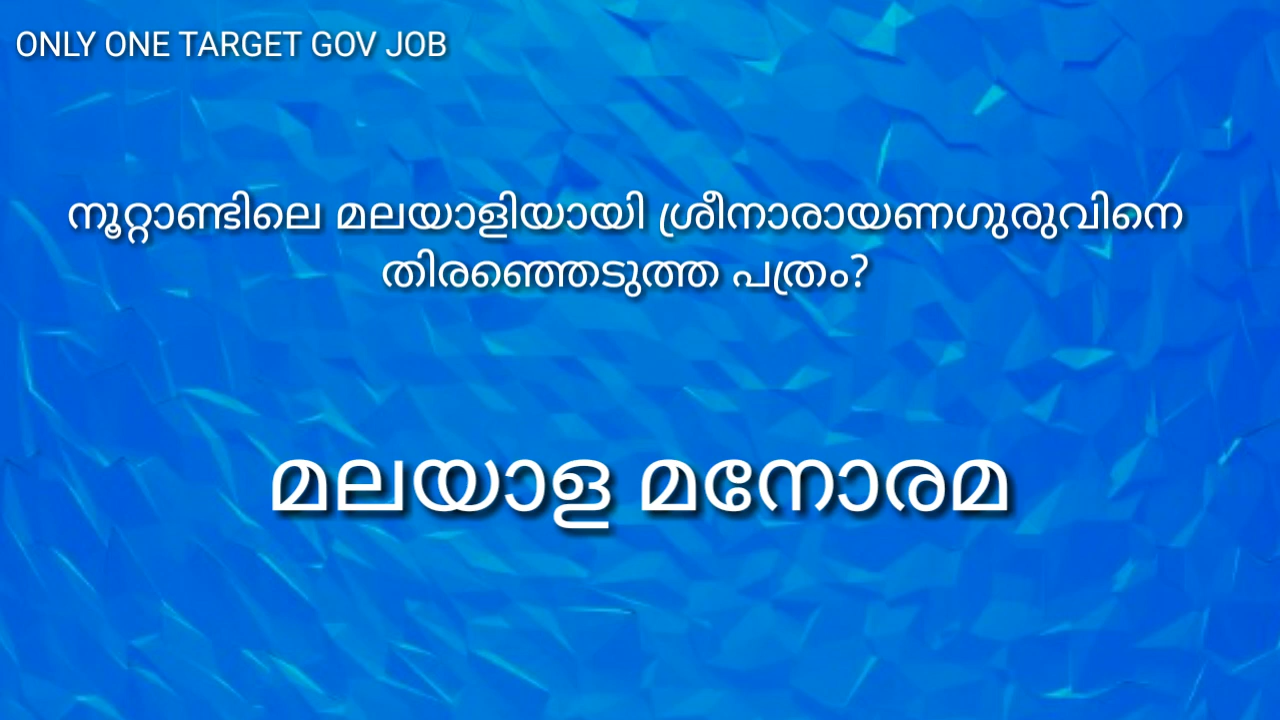 ONLY ONE TARGET GOV JOB
നൂറ്റാണ്ടിലെ മലയാളിയായി ശ്രീനാരായണഗുരുവിനെ
തിരഞ്ഞെടുത്ത പത്രം?
മലയാള മനോരമ